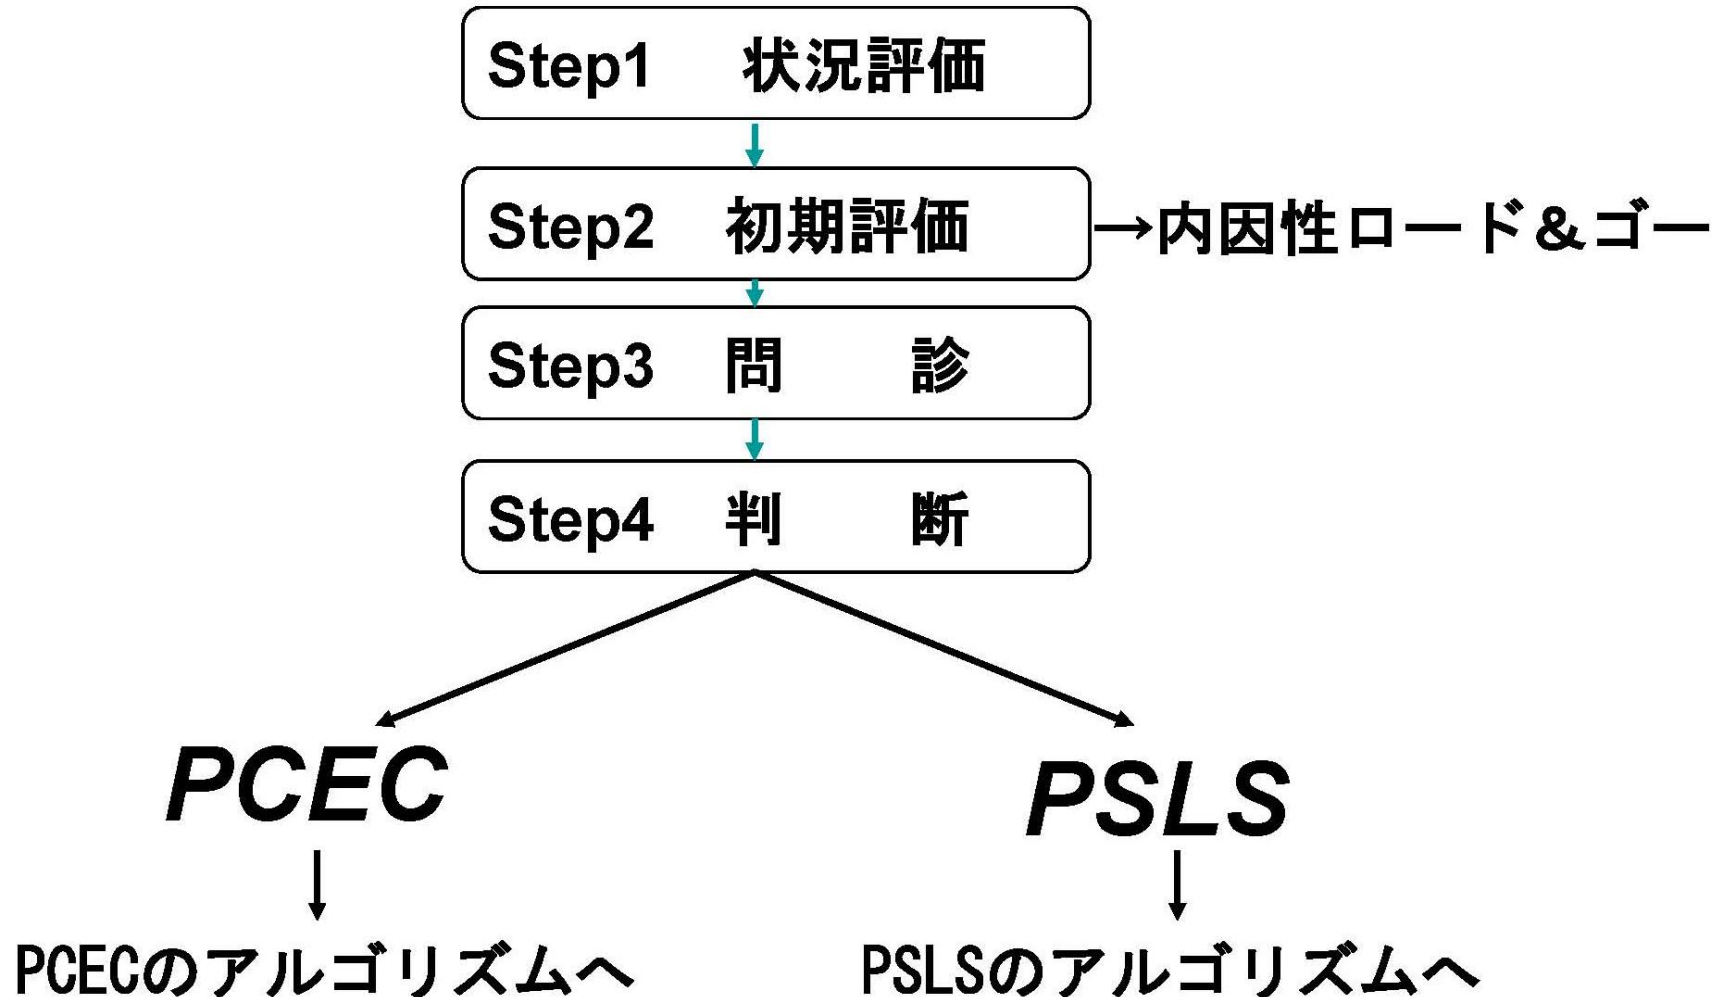 Step1 状況評価
Step2 初期評価 →内因性ロード&ゴー
Step3 問 診
Step4 判 断
PCEC PSLS
PCECのアルゴリズムへ PSLSのアルゴリズムへ